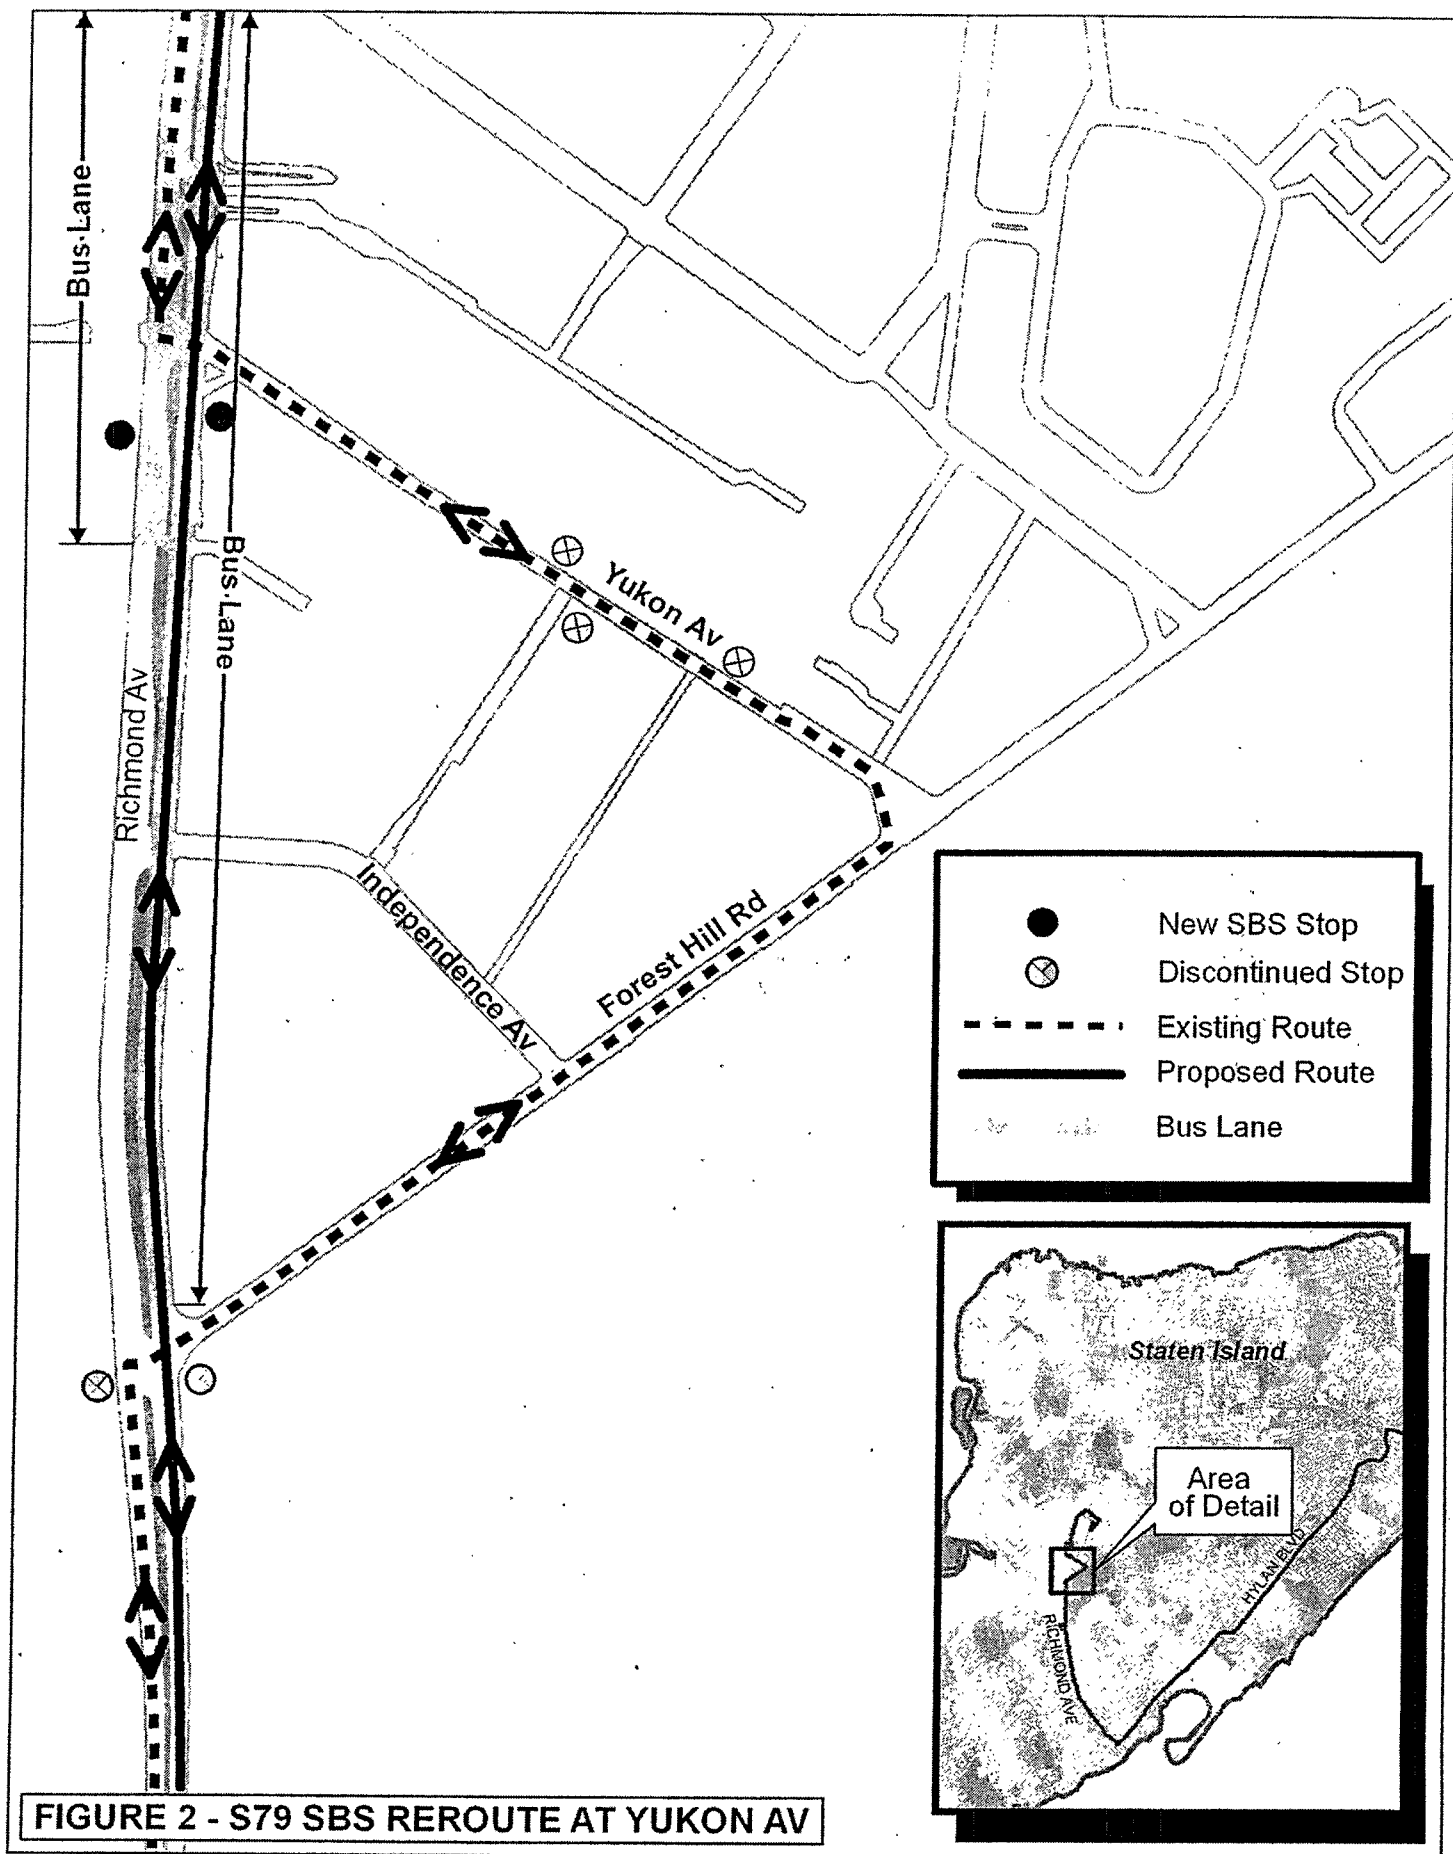 Bus Lane
Bus Lane
Richmond Av
Yukon Av
Independence Av
Forest Hill Rd
New SBS Stop
Discontinued Stop
Existing Route
Proposed Route
Bus Lane
Staten Island
Area
of Detail
HYLAN BLVD
RICHMOND AVE
FIGURE 2 - S79 SBS REROUTE AT YUKON AV